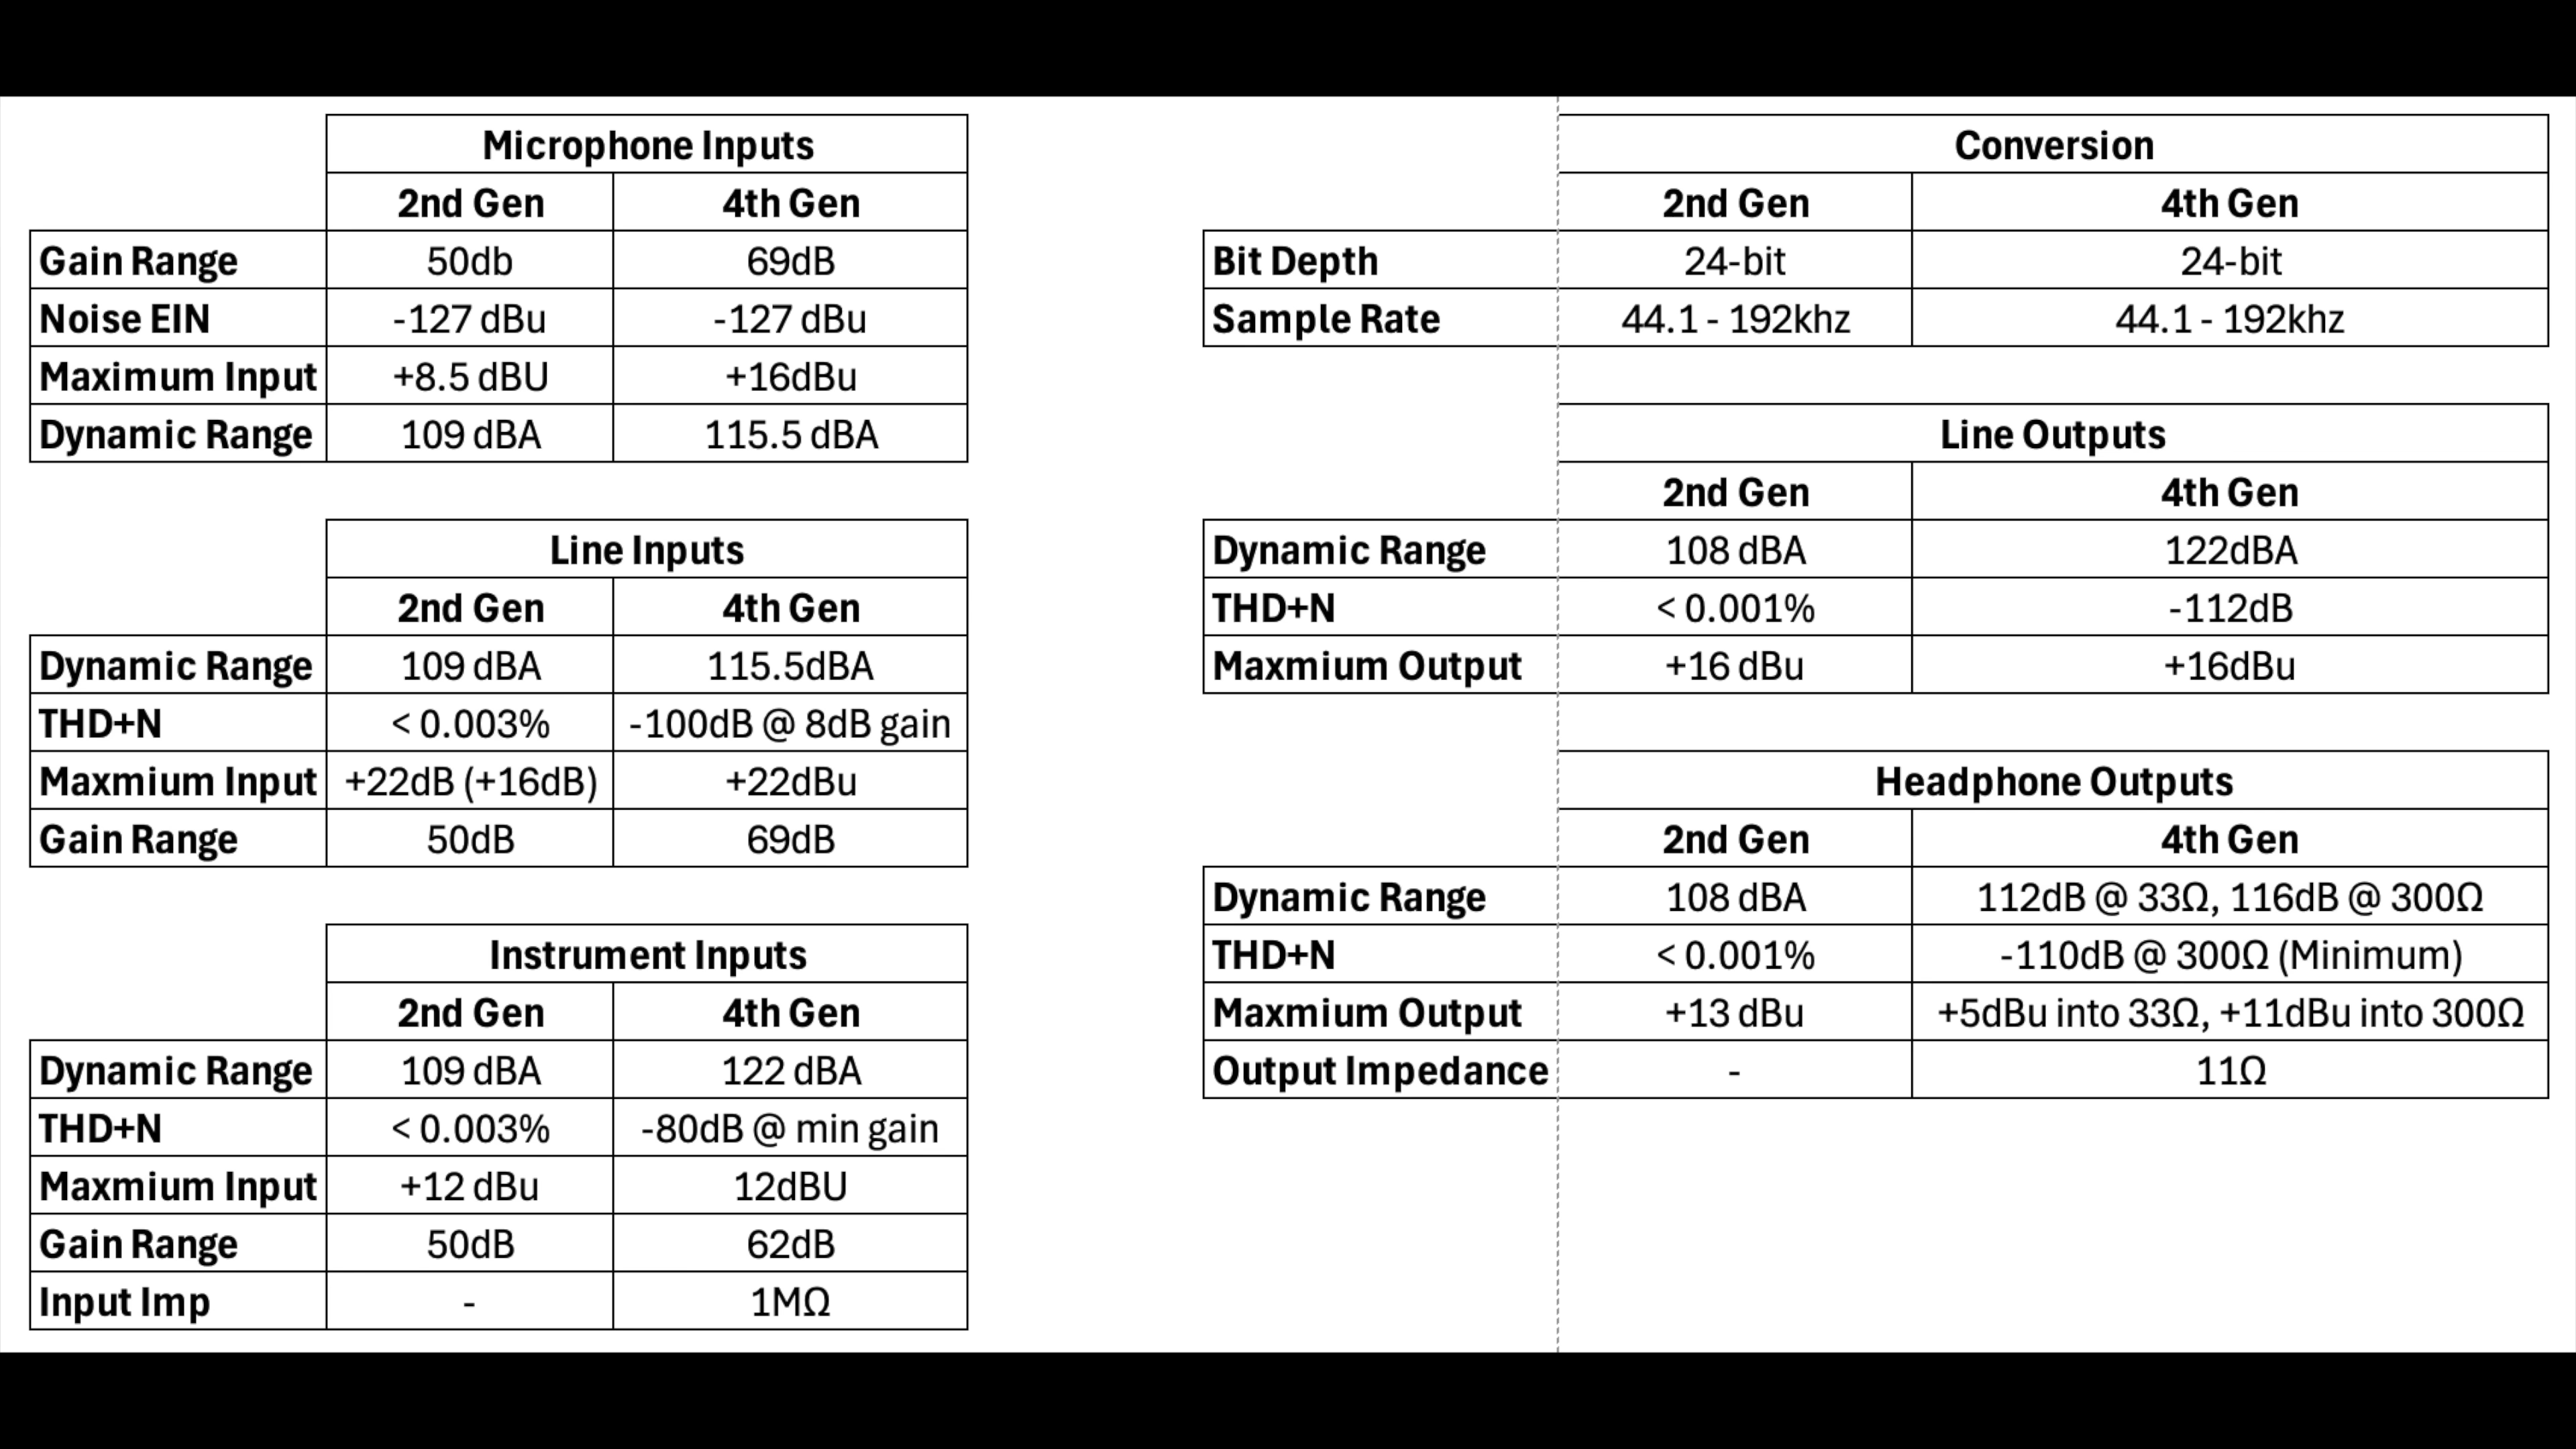 Microphone Inputs
2nd Gen 4th Gen
Gain Range 50db 69dB
Noise EIN -127 dBu -127 dBu
Maximum Input +8.5 dBU +16dBu
Dynamic Range 109 dBA 115.5 dBA
Line Inputs
2nd Gen 4th Gen
Dynamic Range 109 dBA 115.5dBA
THD+N < 0.003% -100dB @ 8dB gain
Maxmium Input +22dB (+16dB) +22dBu
Gain Range 50dB 69dB
Instrument Inputs
2nd Gen 4th Gen
Dynamic Range 109 dBA 122 dBA
THD+N < 0.003% -80dB @ min gain
Maxmium Input +12 dBu 12dBU
Gain Range 50dB 62dB
Input Imp - 1MΩ
Conversion
2nd Gen 4th Gen
Bit Depth 24-bit 24-bit
Sample Rate 44.1 - 192khz 44.1 - 192khz
Line Outputs
2nd Gen 4th Gen
Dynamic Range 108 dBA 122dBA
THD+N < 0.001% -112dB
Maxmium Output +16 dBu +16dBu
Headphone Outputs
2nd Gen 4th Gen
Dynamic Range 108 dBA 112dB @ 33Ω, 116dB @ 300Ω
THD+N < 0.001% -110dB @ 300Ω (Minimum)
Maxmium Output +13 dBu +5dBu into 33Ω, +11dBu into 300Ω
Output Impedance - 11Ω